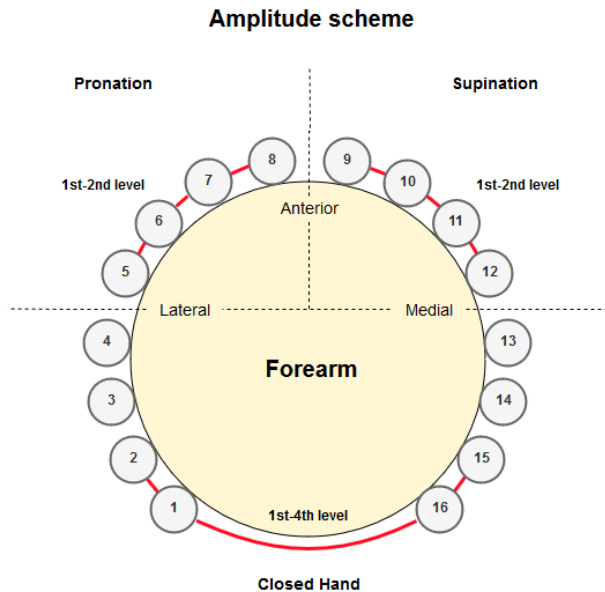 Amplitude scheme
Pronation
Supination
8
9
7
10
1st-2nd level
1st-2nd level
Anterior
6
11
5
12
Lateral
Medial
4
13
Forearm
3
14
2
15
1
1st-4th level
16
Closed Hand